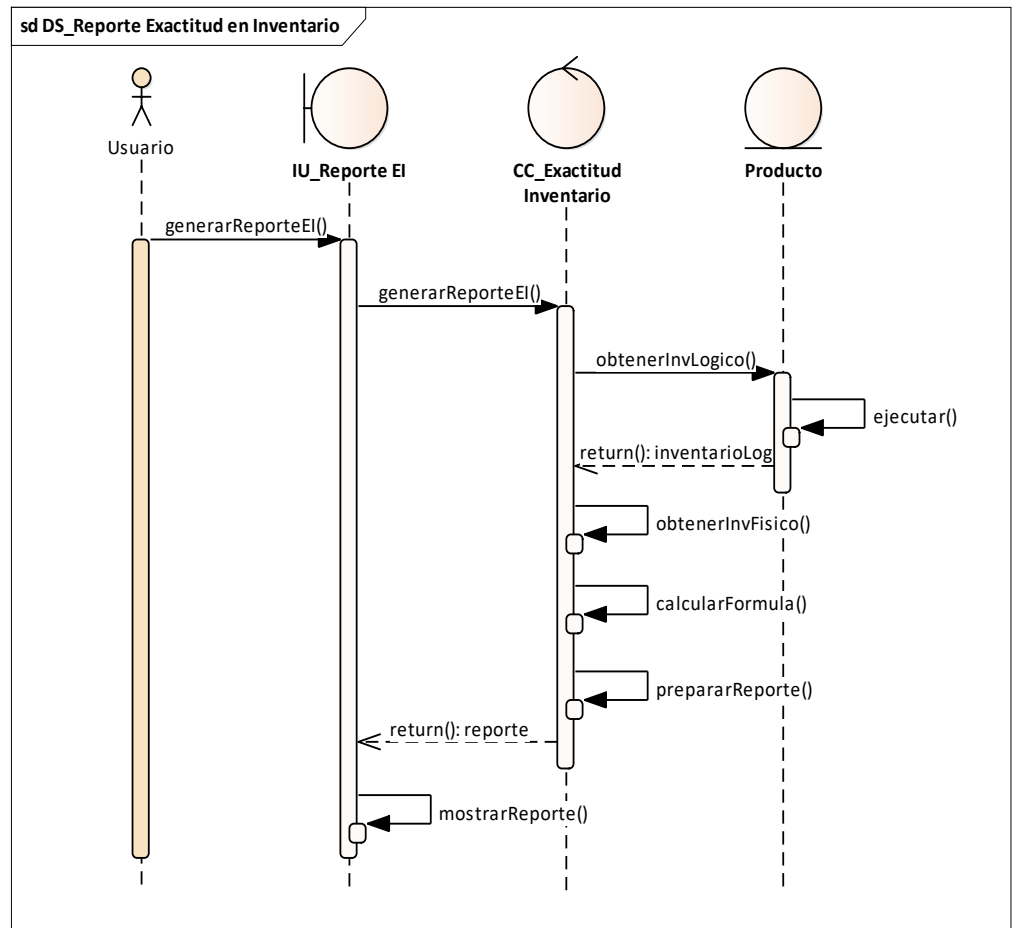 sd DS_Reporte Exactitud en Inventario
Usuario
IU_Reporte EI
CC_Exactitud
Inventario
Producto
generarReporteEI()
generarReporteEI()
obtenerInvLogico()
ejecutar()
return(): inventarioLog
obtenerInvFisico()
calcularFormula()
prepararReporte()
return(): reporte
mostrarReporte()